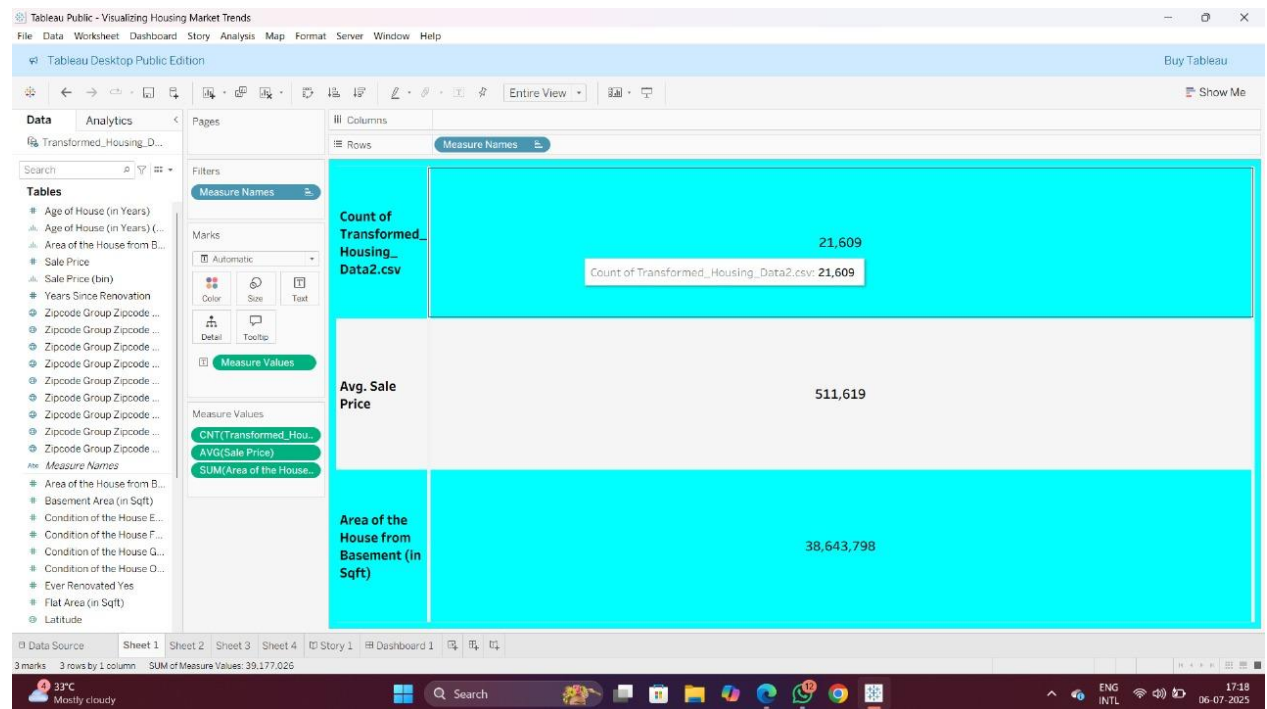 Tableau Public - Visualizing Housing Market Trends
File Data Worksheet Dashboard Story Analysis Map Format Server Window Help
Tableau Desktop Public Edition
Buy Tableau
Entire View
Show Me
Data Analytics
Transformed_Housing_D...
Search
Tables
Age of House (in Years)
Age of House (in Years) (...
Area of the House from B...
Sale Price
Sale Price (bin)
Years Since Renovation
Zipcode Group Zipcode ...
Zipcode Group Zipcode ...
Zipcode Group Zipcode ...
Zipcode Group Zipcode ...
Zipcode Group Zipcode ...
Zipcode Group Zipcode ...
Zipcode Group Zipcode ...
Zipcode Group Zipcode ...
Zipcode Group Zipcode ...
Abc Measure Names
Area of the House from B...
Basement Area (in Sqft)
Condition of the House E...
Condition of the House F...
Condition of the House G...
Condition of the House O...
Ever Renovated Yes
Flat Area (in Sqft)
Latitude
Pages
Filters
Measure Names
Marks
Automatic
Color Size Text
Detail Tooltip
Measure Values
Measure Values
CNT(Transformed_Hou..
AVG(Sale Price)
SUM(Area of the House..
Columns
Rows
Measure Names
Count of
Transformed_
Housing_
Data2.csv
21,609
Count of Transformed_Housing_Data2.csv: 21,609
Avg. Sale
Price
511,619
Area of the
House from
Basement (in
Sqft)
38,643,798
Data Source Sheet 1 Sheet 2 Sheet 3 Sheet 4 Story 1 Dashboard 1
3 marks 3 rows by 1 column SUM of Measure Values: 39,177,026
4
33°C
Mostly cloudy
Search
12
ENG
INTL
17:18
06-07-2025